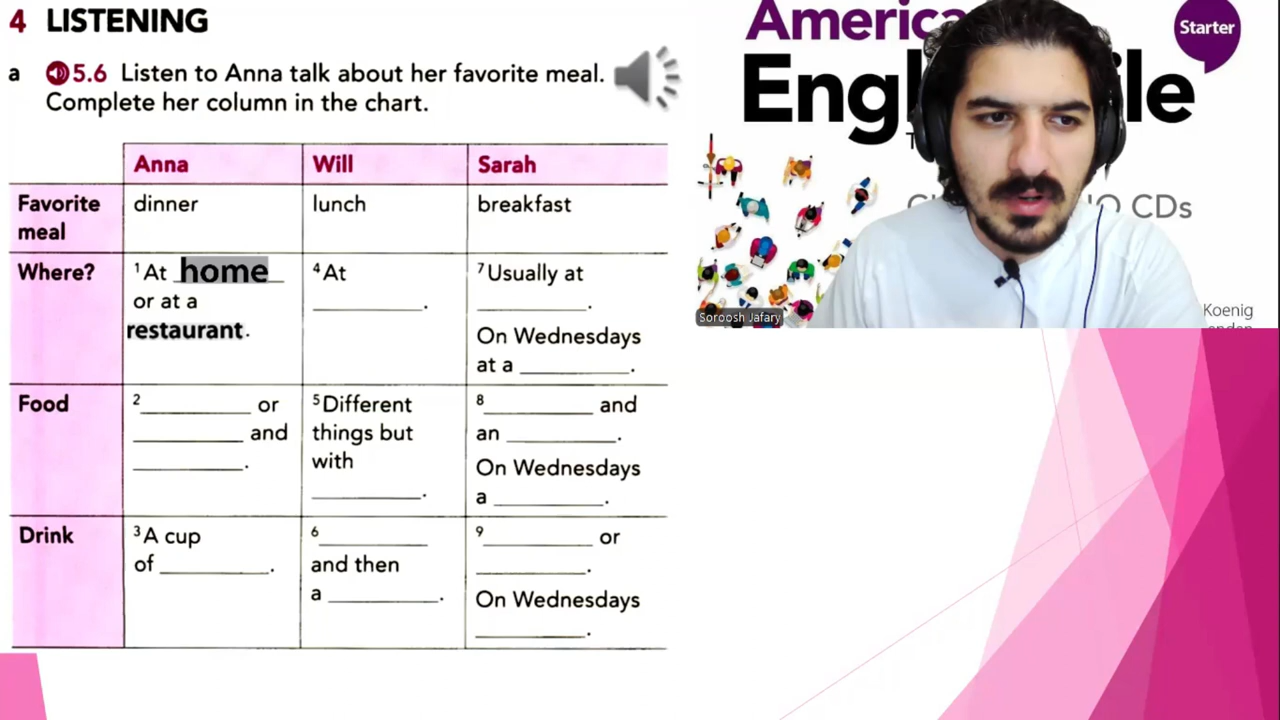 4 LISTENING
a 5.6 Listen to Anna talk about her favorite meal.
Complete her column in the chart.
Anna Will Sarah
Favorite meal dinner lunch breakfast
Where?
1 At home
or at a
restaurant.
4 At
.
7 Usually at
.
On Wednesdays
at a .
Food
2 or
and
.
5 Different
things but
with
.
8 and
an .
On Wednesdays
a .
Drink
3 A cup
of .
6
and then
a .
9 or
.
On Wednesdays
.
Starter
CDs
Soroosh Jafary
Koenig